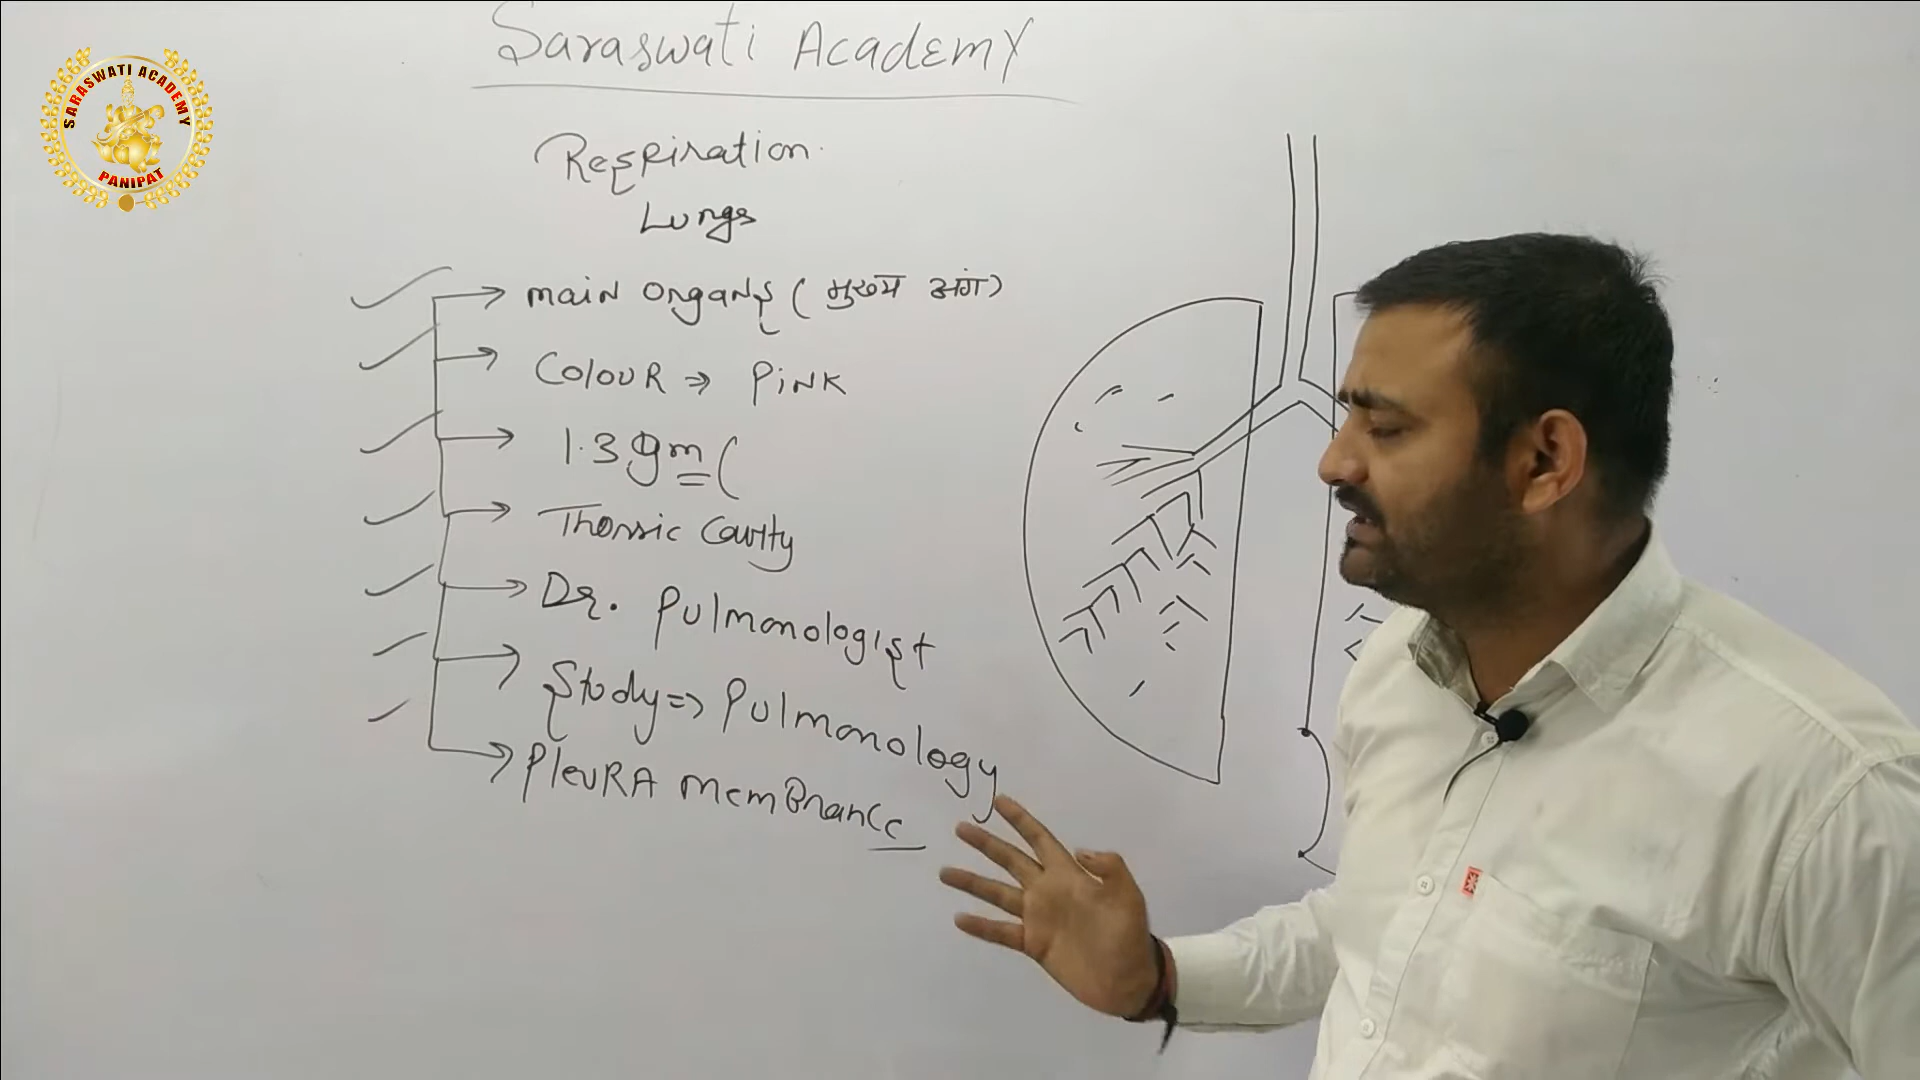 SARASWATI ACADEMY
PANIPAT
Saraswati Academy
Respiration
Lungs
main organs (मुख्य अंग)
Colour ⇒ Pink
1.3 gm (
Thorsic Cavity
Dr. Pulmonologist
Study => Pulmonology
PleuRA memBrance